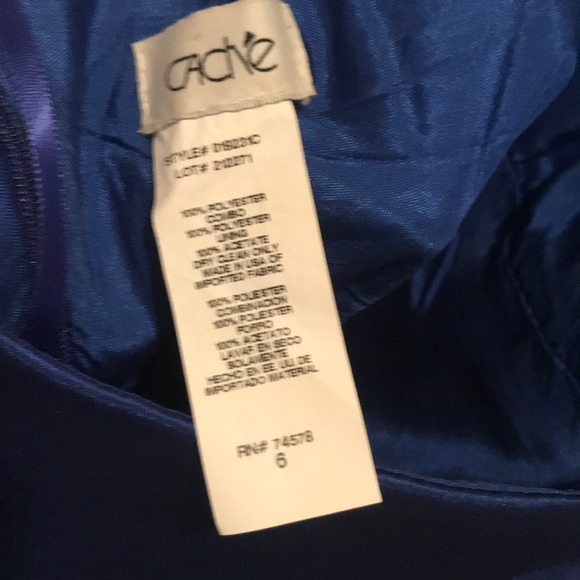 CACHÉ
STYLE# 0152231D
LOT# 212271
100% POLYESTER
COMBO
100% POLYESTER
LINING
100% ACETATE
DRY CLEAN ONLY
MADE IN USA OF
IMPORTED FABRIC
100% POLIESTER
COMBINACION
100% POLIESTER
FORRO
100% ACETATO
LAVAR EN SECO
SOLAMENTE
HECHO EN EE. UU. DE
IMPORTADO MATERIAL
RN# 74578
6